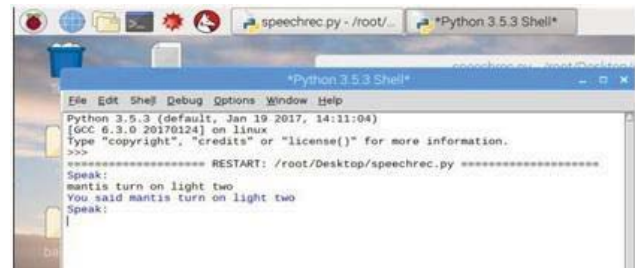 speechrec.py - /root/...
*Python 3.5.3 Shell*
*Python 3.5.3 Shell*
File Edit Shell Debug Options Window Help
Python 3.5.3 (default, Jan 19 2017, 14:11:04)
[GCC 6.3.0 20170124] on linux
Type "copyright", "credits" or "license()" for more information.
>>>
==================== RESTART: /root/Desktop/speechrec.py ====================
Speak:
mantis turn on light two
You said mantis turn on light two
Speak: